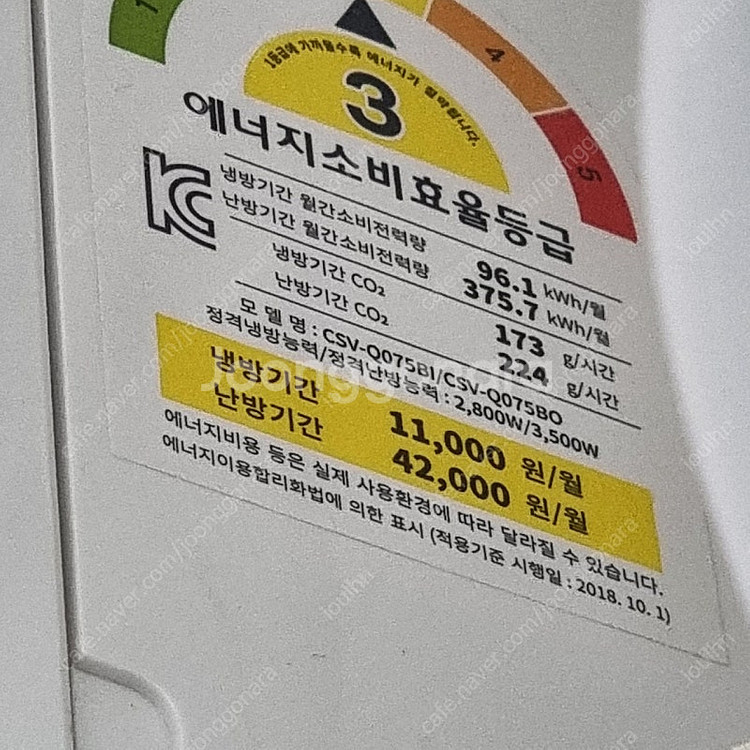 1
4
5
1등급에 가까울수록 에너지가 절약됩니다.
3
에너지소비효율등급
냉방기간 월간소비전력량 96.1 kWh/월
난방기간 월간소비전력량 375.7 kWh/월
냉방기간 CO₂ 173 g/시간
난방기간 CO₂ 224 g/시간
모 델 명 : CSV-Q075BI/CSV-Q075BO
정격냉방능력/정격난방능력 : 2,800W/3,500W
냉방기간 11,000 원/월
난방기간 42,000 원/월
에너지비용 등은 실제 사용환경에 따라 달라질 수 있습니다.
에너지이용합리화법에 의한 표시 (적용기준 시행일 : 2018. 10. 1)
Joonggonara